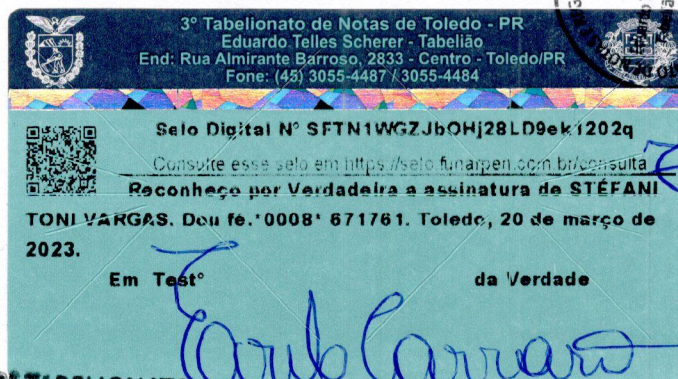 3º Tabelionato de Notas de Toledo - PR
Eduardo Telles Scherer - Tabelião
End: Rua Almirante Barroso, 2833 - Centro - Toledo/PR
Fone: (45) 3055-4487 / 3055-4484
Selo Digital Nº SFTN1WGZJbOHj28LD9ek1202q
Consulte esse selo em https://selo.funarpen.com.br/consulta
Reconheço por Verdadeira a assinatura de STÉFANI
TONI VARGAS. Dou fé.*0008* 671761. Toledo, 20 de março de
2023.
Em Testº da Verdade